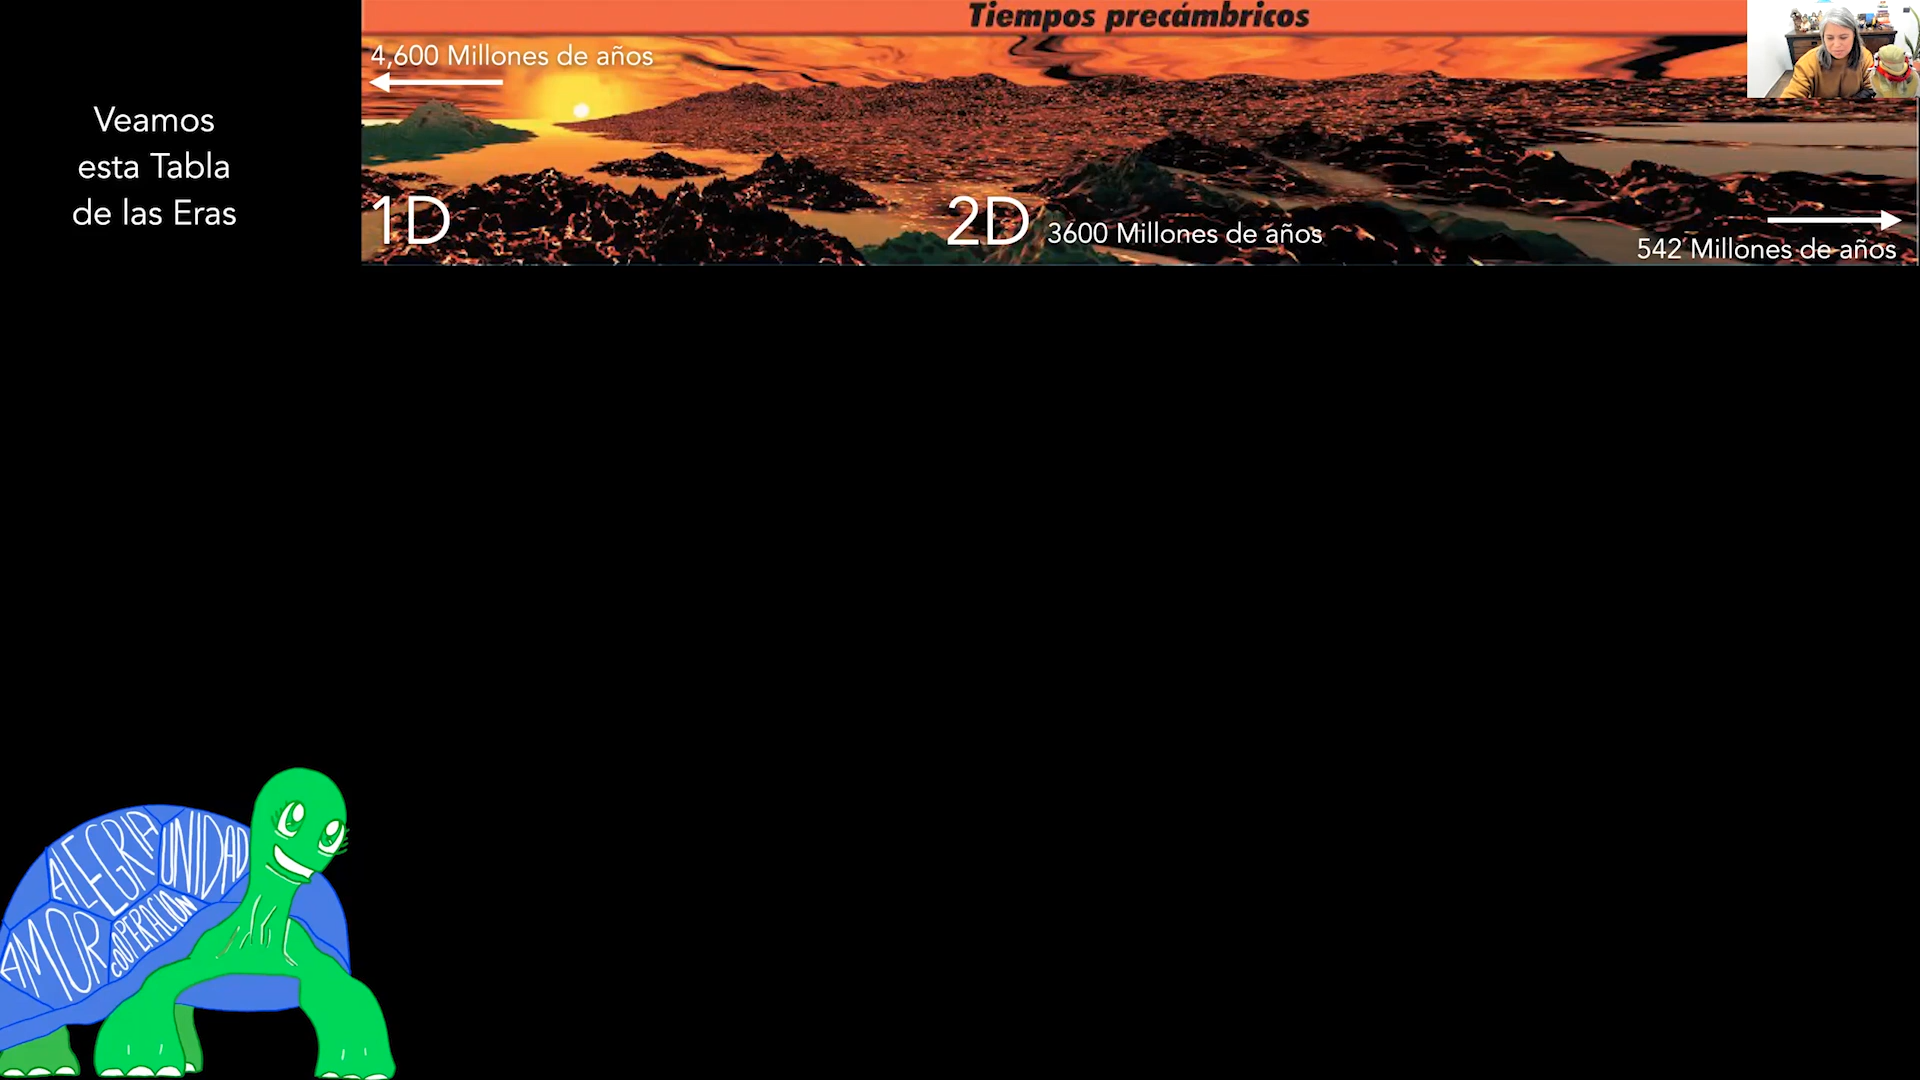 Tiempos precámbricos
4,600 Millones de años
Veamos
esta Tabla
de las Eras
1D
2D 3600 Millones de años
542 Millones de años
ALEGRIA
UNIDAD
AMOR
COOPERACION